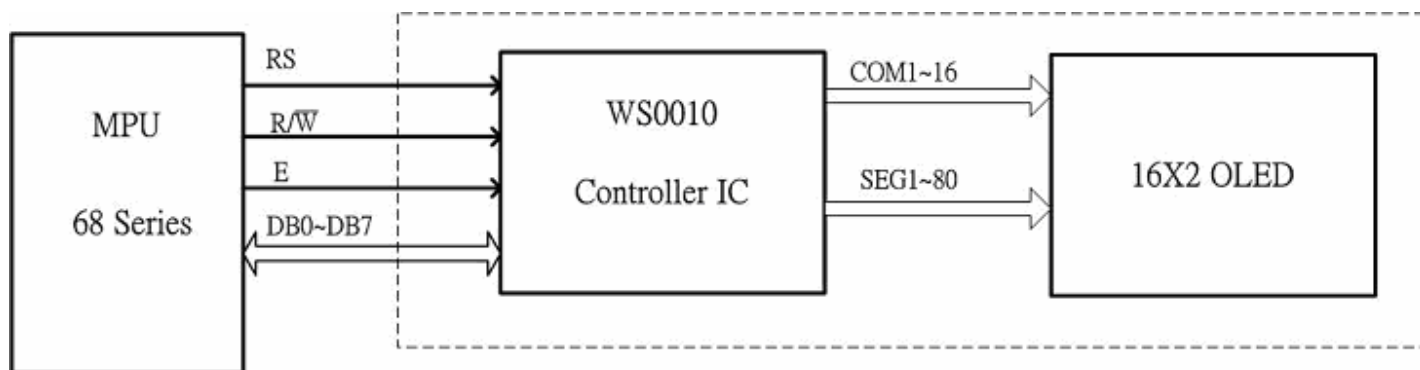 MPU
68 Series
RS
R/W̅
E
DB0~DB7
WS0010
Controller IC
COM1~16
SEG1~80
16X2 OLED